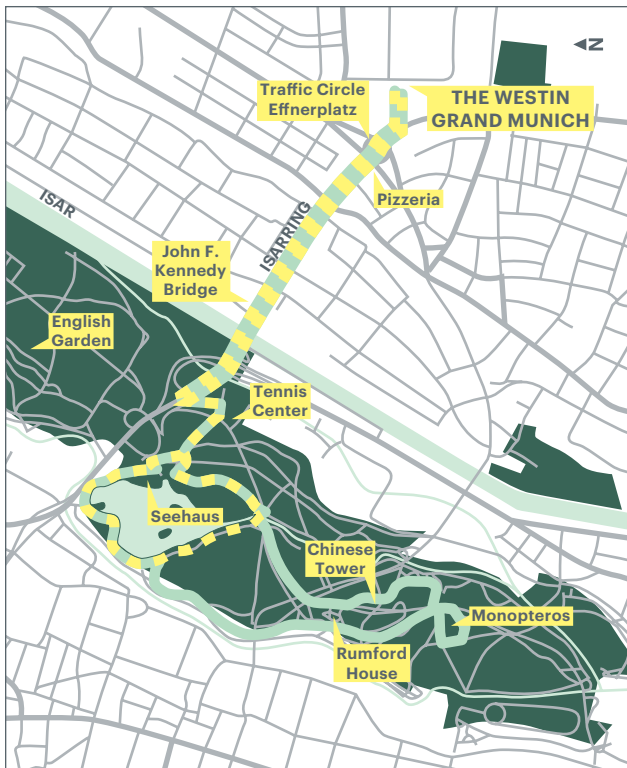 N
Traffic Circle
Effnerplatz
THE WESTIN
GRAND MUNICH
Pizzeria
ISAR
ISARRING
John F.
Kennedy
Bridge
English
Garden
Tennis
Center
Seehaus
Chinese
Tower
Monopteros
Rumford
House